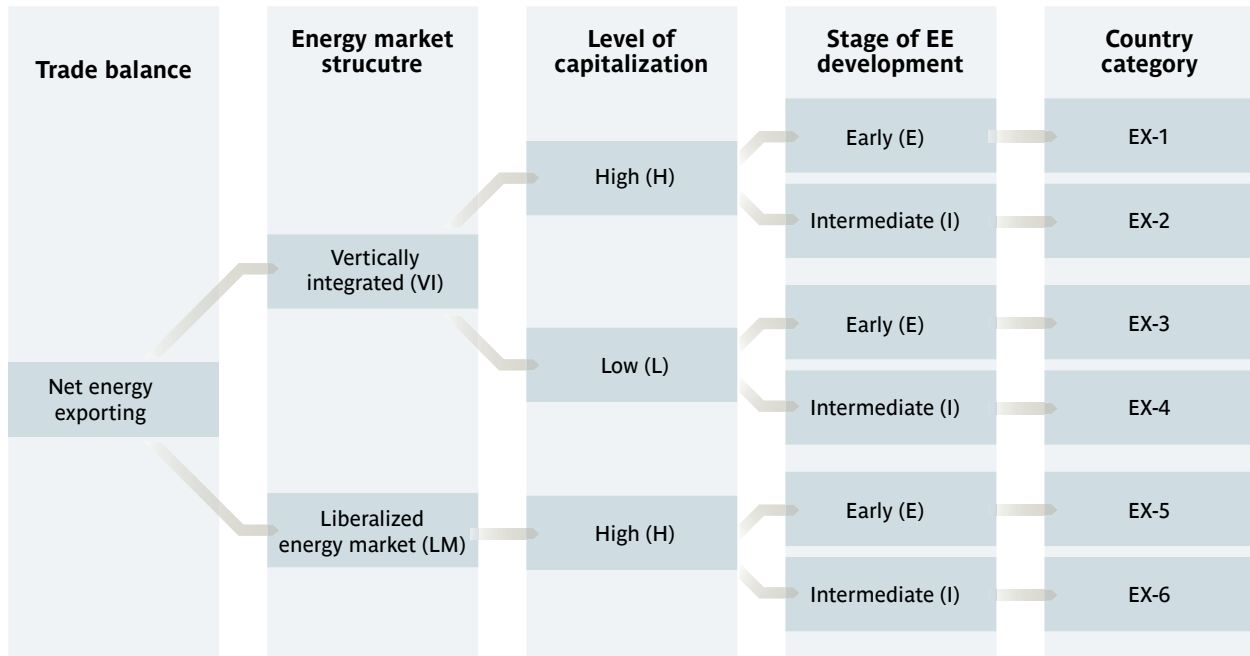 Trade balance
Energy market
strucutre
Level of
capitalization
Stage of EE
development
Country
category
Net energy
exporting
Vertically
integrated (VI)
Liberalized
energy market (LM)
High (H)
Low (L)
High (H)
Early (E)
Intermediate (I)
Early (E)
Intermediate (I)
Early (E)
Intermediate (I)
EX-1
EX-2
EX-3
EX-4
EX-5
EX-6